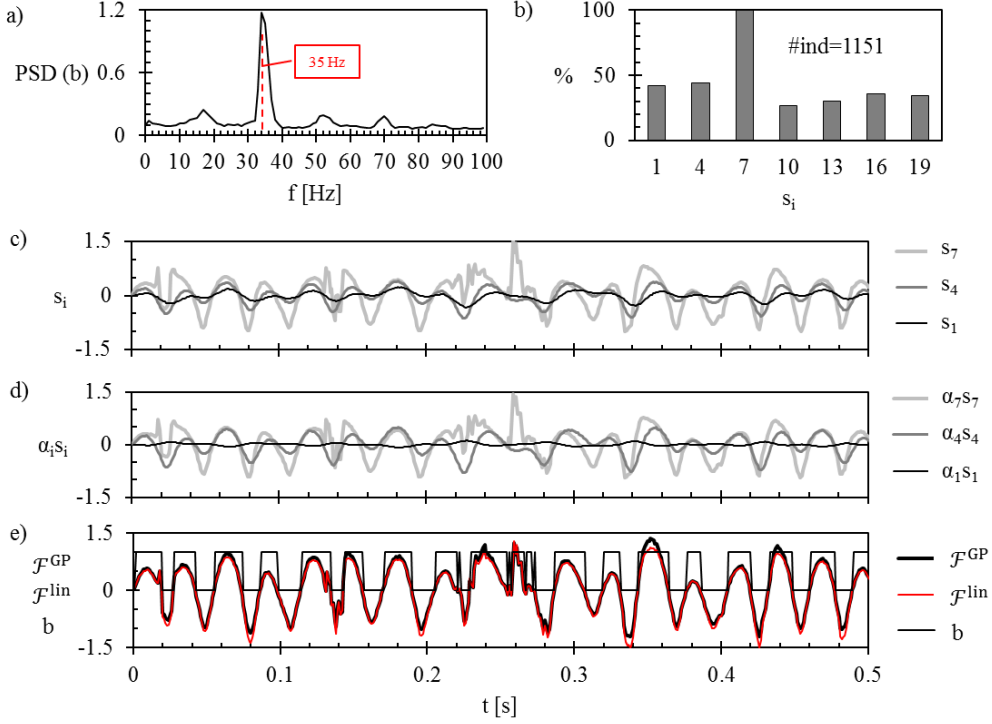 a)
1.2
PSD (b)
0.6
0
35 Hz
0 10 20 30 40 50 60 70 80 90 100
f [Hz]
b)
100
%
50
0
#ind=1151
1 4 7 10 13 16 19
sᵢ
c)
1.5
sᵢ
0
-1.5
s₇
s₄
s₁
d)
1.5
αᵢsᵢ
0
-1.5
α₇s₇
α₄s₄
α₁s₁
e)
1.5
ℱᴳᴾ
ℱˡⁱⁿ
0
b
-1.5
ℱᴳᴾ
ℱˡⁱⁿ
b
0 0.1 0.2 0.3 0.4 0.5
t [s]